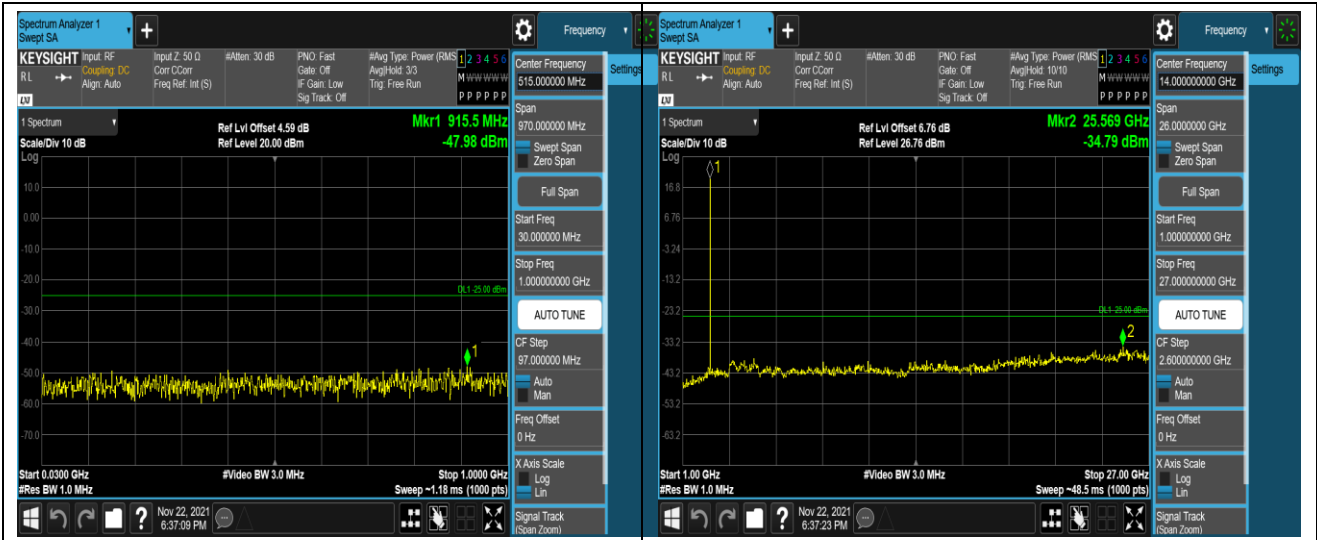 Spectrum Analyzer 1
Swept SA
Frequency
KEYSIGHT
RL
LXI
Input: RF
Coupling: DC
Align: Auto
Input Z: 50 Ω
Corr CCorr
Freq Ref: Int (S)
#Atten: 30 dB
PNO: Fast
Gate: Off
IF Gain: Low
Sig Track: Off
#Avg Type: Power (RMS
Avg|Hold: 3/3
Trig: Free Run
1 2 3 4 5 6
M W W W W W
P P P P P P
Center Frequency
515.000000 MHz
Settings
1 Spectrum
Scale/Div 10 dB
Log
Ref Lvl Offset 4.59 dB
Ref Level 20.00 dBm
Mkr1 915.5 MHz
-47.98 dBm
Span
970.000000 MHz
Swept Span
Zero Span
Full Span
Start Freq
30.000000 MHz
Stop Freq
1.000000000 GHz
AUTO TUNE
CF Step
97.000000 MHz
Auto
Man
Freq Offset
0 Hz
X Axis Scale
Log
Lin
Signal Track
(Span Zoom)
10.0
0.00
-10.0
-20.0
DL1 -25.00 dBm
-30.0
-40.0
1
-50.0
-60.0
-70.0
Start 0.0300 GHz
#Video BW 3.0 MHz
Stop 1.0000 GHz
#Res BW 1.0 MHz
Sweep ~1.18 ms (1000 pts)
?
Nov 22, 2021
6:37:09 PM
Spectrum Analyzer 1
Swept SA
Frequency
KEYSIGHT
RL
LXI
Input: RF
Coupling: DC
Align: Auto
Input Z: 50 Ω
Corr CCorr
Freq Ref: Int (S)
#Atten: 30 dB
PNO: Fast
Gate: Off
IF Gain: Low
Sig Track: Off
#Avg Type: Power (RMS
Avg|Hold: 10/10
Trig: Free Run
1 2 3 4 5 6
M W W W W W
P P P P P P
Center Frequency
14.000000000 GHz
Settings
1 Spectrum
Scale/Div 10 dB
Log
Ref Lvl Offset 6.76 dB
Ref Level 26.76 dBm
Mkr2 25.569 GHz
-34.79 dBm
Span
26.0000000 GHz
Swept Span
Zero Span
Full Span
Start Freq
1.000000000 GHz
Stop Freq
27.000000000 GHz
AUTO TUNE
CF Step
2.600000000 GHz
Auto
Man
Freq Offset
0 Hz
X Axis Scale
Log
Lin
Signal Track
(Span Zoom)
1
16.8
6.76
-3.24
-13.2
-23.2
DL1 -25.00 dBm
2
-33.2
-43.2
-53.2
-63.2
Start 1.00 GHz
#Video BW 3.0 MHz
Stop 27.00 GHz
#Res BW 1.0 MHz
Sweep ~48.5 ms (1000 pts)
?
Nov 22, 2021
6:37:23 PM